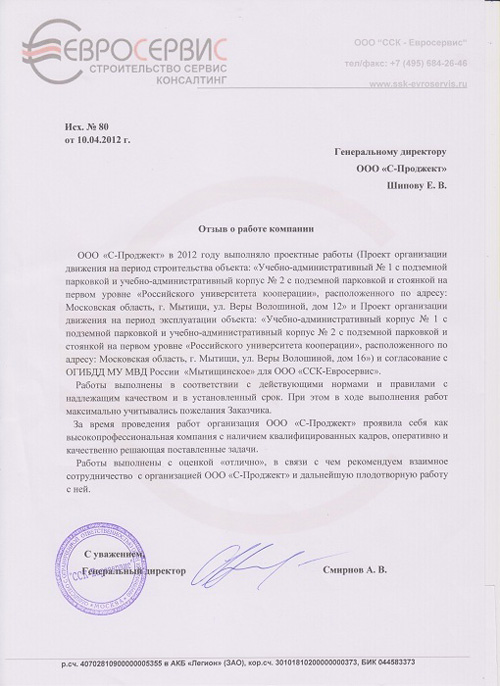 ЕВРОСЕРВИС
СТРОИТЕЛЬСТВО СЕРВИС
КОНСАЛТИНГ
ООО "ССК - Евросервис"
тел/факс: +7 (495) 684-26-46
www.ssk-evroservis.ru
Исх. № 80
от 10.04.2012 г.
Генеральному директору
ООО «С-Проджект»
Шипову Е. В.
Отзыв о работе компании
ООО «С-Проджект» в 2012 году выполняло проектные работы (Проект организации
движения на период строительства объекта: «Учебно-административный № 1 с подземной
парковкой и учебно-административный корпус № 2 с подземной парковкой и стоянкой на
первом уровне «Российского университета кооперации», расположенного по адресу:
Московская область, г. Мытищи, ул. Веры Волошиной, дом 12» и Проект организации
движения на период эксплуатации объекта: «Учебно-административный корпус № 1 с
подземной парковкой и учебно-административный корпус № 2 с подземной парковкой и
стоянкой на первом уровне «Российского университета кооперации», расположенного по
адресу: Московская область, г. Мытищи, ул. Веры Волошиной, дом 16») и согласование с
ОГИБДД МУ МВД России «Мытищинское» для ООО «ССК-Евросервис».
Работы выполнены в соответствии с действующими нормами и правилами с
надлежащим качеством и в установленный срок. При этом в ходе выполнения работ
максимально учитывались пожелания Заказчика.
За время проведения работ организация ООО «С-Проджект» проявила себя как
высокопрофессиональная компания с наличием квалифицированных кадров, оперативно и
качественно решающая поставленные задачи.
Работы выполнены с оценкой «отлично», в связи с чем рекомендуем взаимное
сотрудничество с организацией ООО «С-Проджект» и дальнейшую плодотворную работу
с ней.
С уважением,
Генеральный директор
Смирнов А. В.
"ССК-Евросервис"
МОСКВА
р.сч. 40702810900000005355 в АКБ «Легион» (ЗАО), кор.сч. 30101810200000000373, БИК 044583373